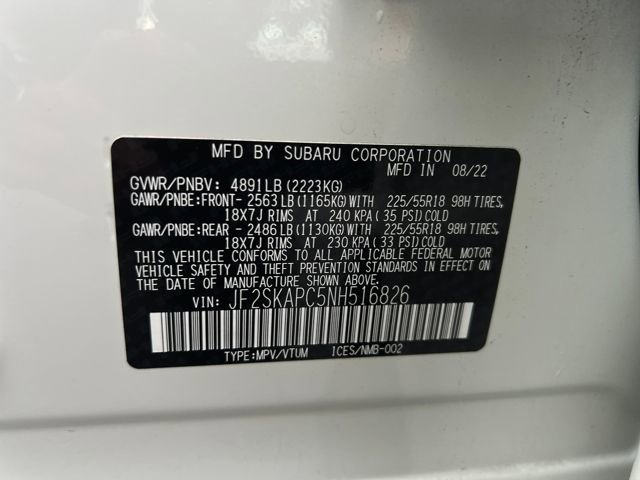 MFD BY SUBARU CORPORATION
MFD IN 08/22
GVWR/PNBV: 4891LB(2223KG)
GAWR/PNBE:FRONT- 2563LB(1165KG)WITH 225/55R18 98H TIRES,
18X7J RIMS AT 240 KPA(35 PSI)COLD
GAWR/PNBE:REAR - 2486LB(1130KG)WITH 225/55R18 98H TIRES,
18X7J RIMS AT 230 KPA(33 PSI)COLD
THIS VEHICLE CONFORMS TO ALL APPLICABLE FEDERAL MOTOR
VEHICLE SAFETY AND THEFT PREVENTION STANDARDS IN EFFECT ON
THE DATE OF MANUFACTURE SHOWN ABOVE.
VIN: JF2SKAPC5NH516826
TYPE:MPV/VTUM ICES/NMB-002